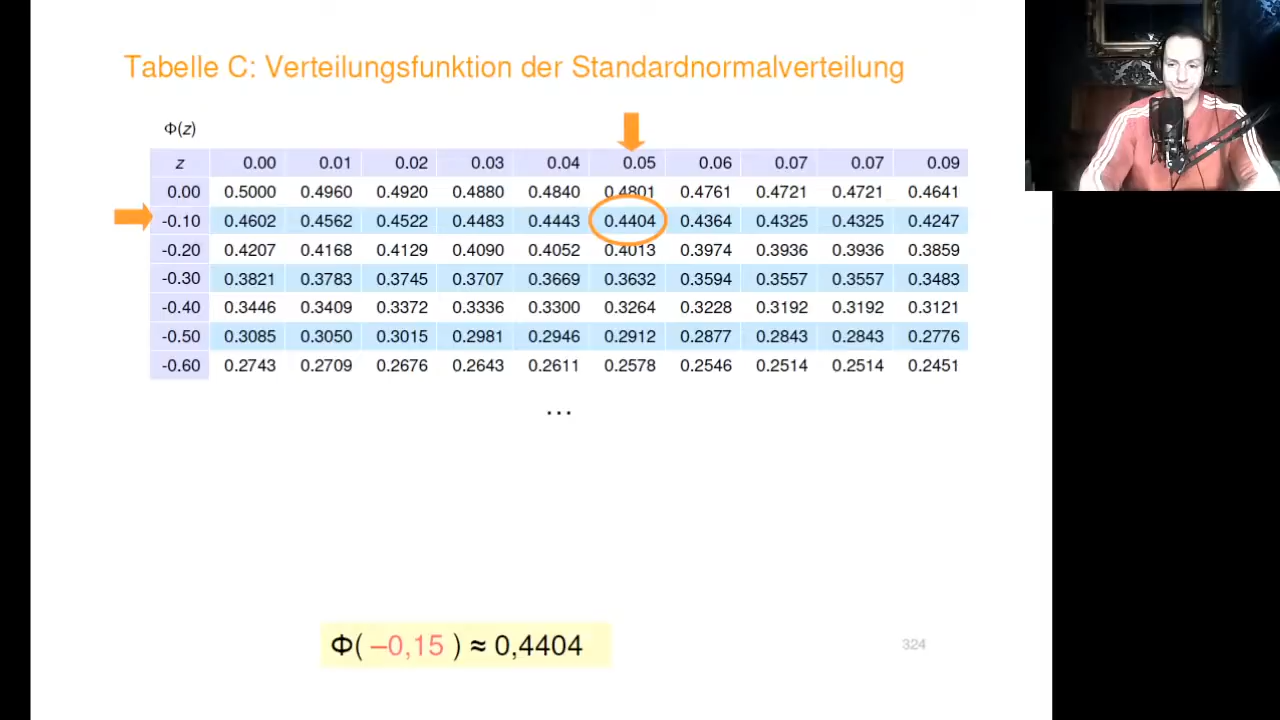 Tabelle C: Verteilungsfunktion der Standardnormalverteilung
Φ(z)
z 0.00 0.01 0.02 0.03 0.04 0.05 0.06 0.07 0.07 0.09
0.00 0.5000 0.4960 0.4920 0.4880 0.4840 0.4801 0.4761 0.4721 0.4721 0.4641
-0.10 0.4602 0.4562 0.4522 0.4483 0.4443 0.4404 0.4364 0.4325 0.4325 0.4247
-0.20 0.4207 0.4168 0.4129 0.4090 0.4052 0.4013 0.3974 0.3936 0.3936 0.3859
-0.30 0.3821 0.3783 0.3745 0.3707 0.3669 0.3632 0.3594 0.3557 0.3557 0.3483
-0.40 0.3446 0.3409 0.3372 0.3336 0.3300 0.3264 0.3228 0.3192 0.3192 0.3121
-0.50 0.3085 0.3050 0.3015 0.2981 0.2946 0.2912 0.2877 0.2843 0.2843 0.2776
-0.60 0.2743 0.2709 0.2676 0.2643 0.2611 0.2578 0.2546 0.2514 0.2514 0.2451
...
Φ( –0,15 ) ≈ 0,4404
324